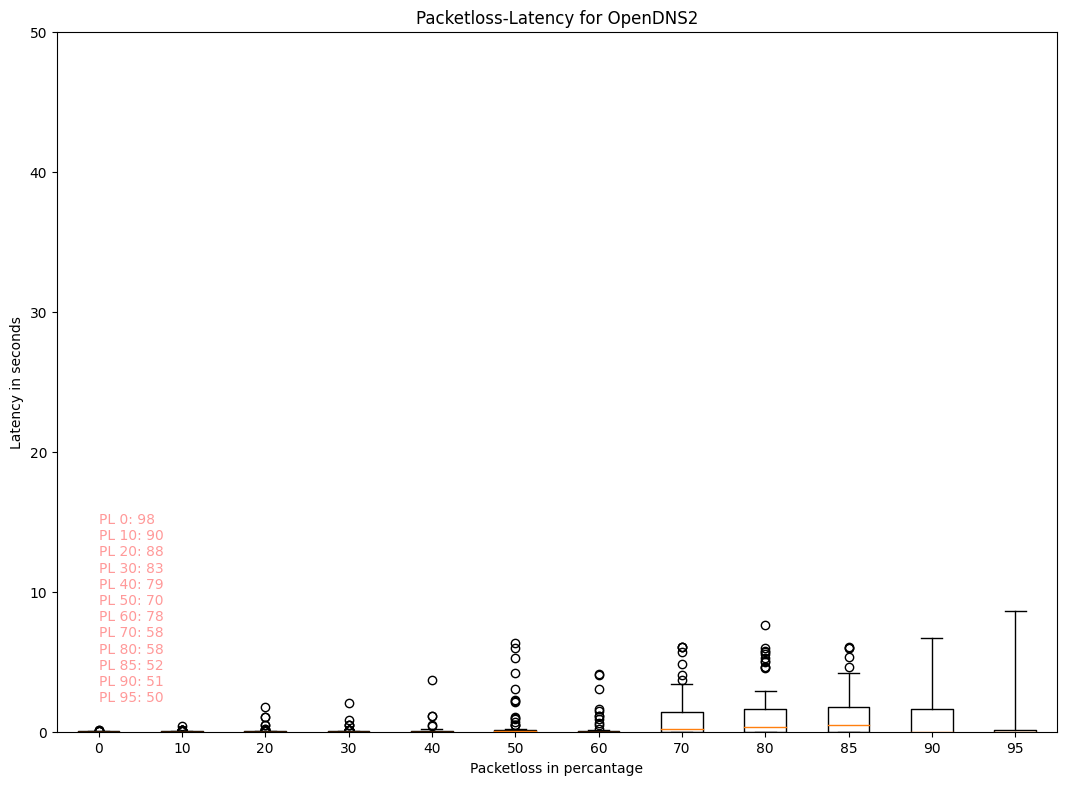 Packetloss-Latency for OpenDNS2
50
40
30
20
10
0
Latency in seconds
PL 0: 98
PL 10: 90
PL 20: 88
PL 30: 83
PL 40: 79
PL 50: 70
PL 60: 78
PL 70: 58
PL 80: 58
PL 85: 52
PL 90: 51
PL 95: 50
0 10 20 30 40 50 60 70 80 85 90 95
Packetloss in percantage